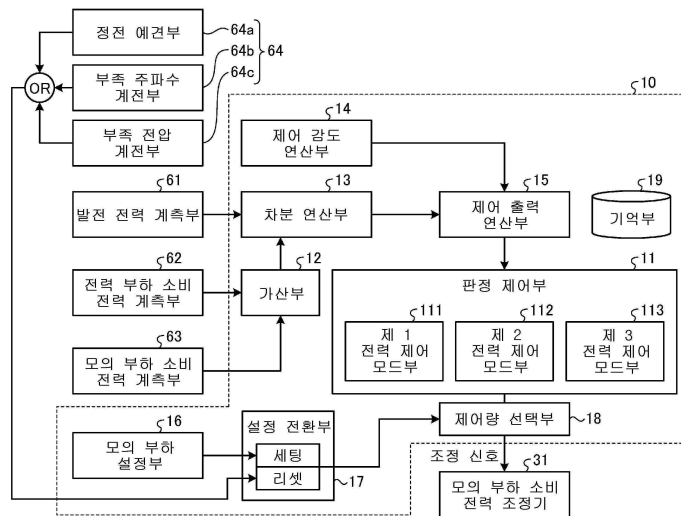 정전 예견부
64a
64b
64
64c
OR
부족 주파수
계전부
부족 전압
계전부
10
14
제어 강도
연산부
61
발전 전력 계측부
13
차분 연산부
15
제어 출력
연산부
19
기억부
62
전력 부하 소비
전력 계측부
12
가산부
11
판정 제어부
111
제 1
전력 제어
모드부
112
제 2
전력 제어
모드부
113
제 3
전력 제어
모드부
63
모의 부하 소비
전력 계측부
16
모의 부하
설정부
설정 전환부
세팅
리셋
17
제어량 선택부
18
조정 신호
31
모의 부하 소비
전력 조정기